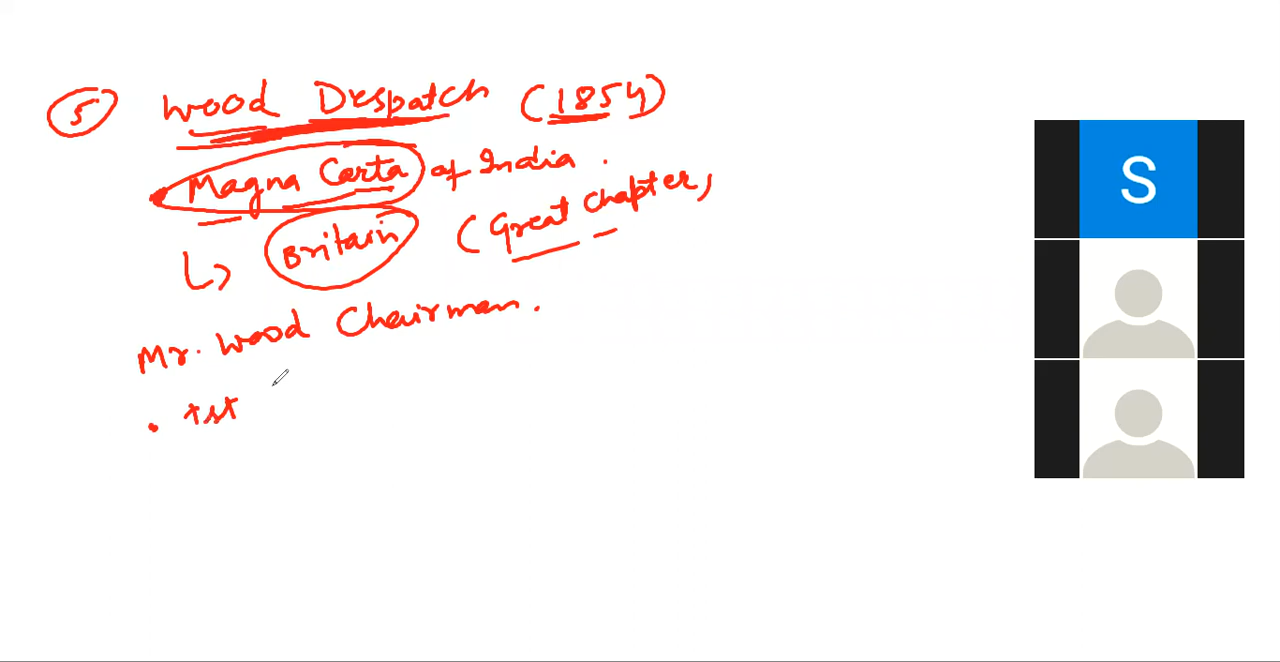 5 Wood Despatch (1854)
Magna Carta of India.
↳ Britain (Great Chapter)
Mr. Wood Chairman.
• 1st
S